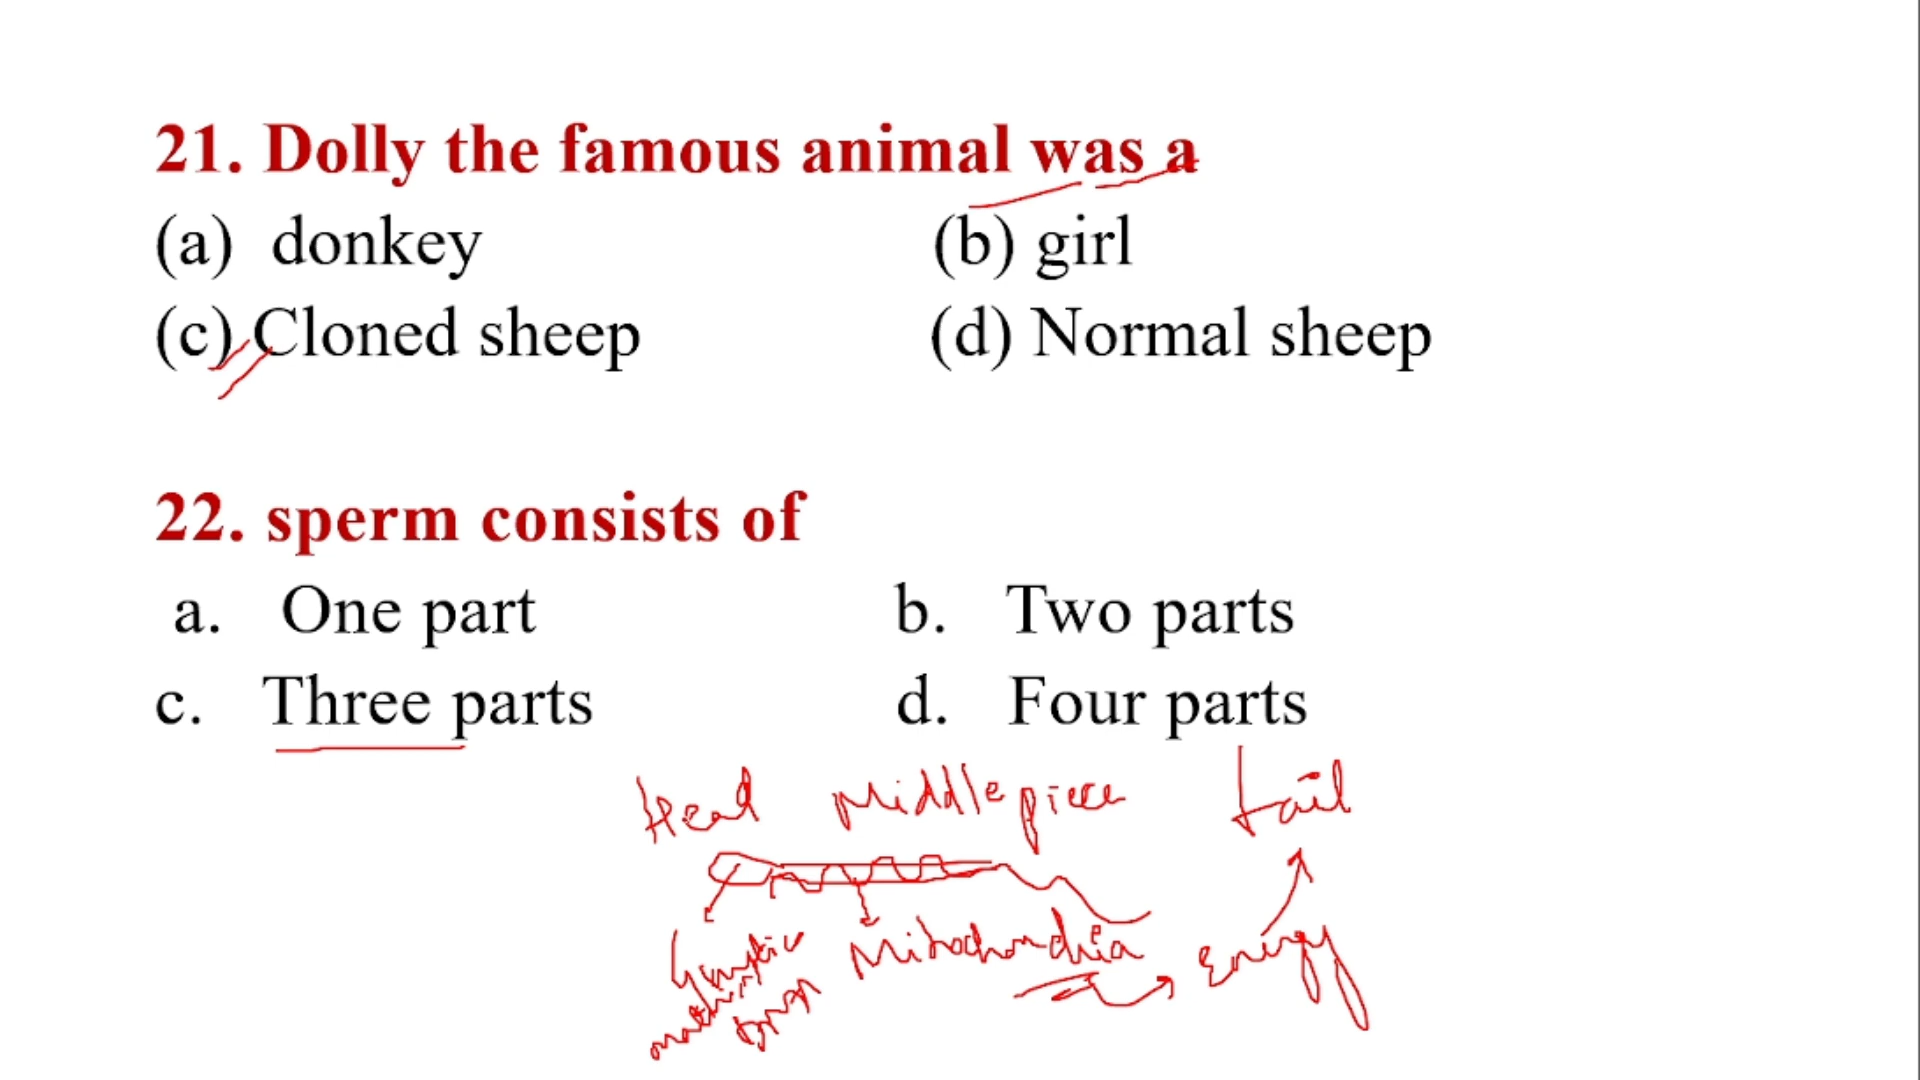 21. Dolly the famous animal was a
(a) donkey (b) girl
(c) Cloned sheep (d) Normal sheep
22. sperm consists of
a. One part b. Two parts
c. Three parts d. Four parts
Head Middle piece tail
Mitochondria Energy
DNA